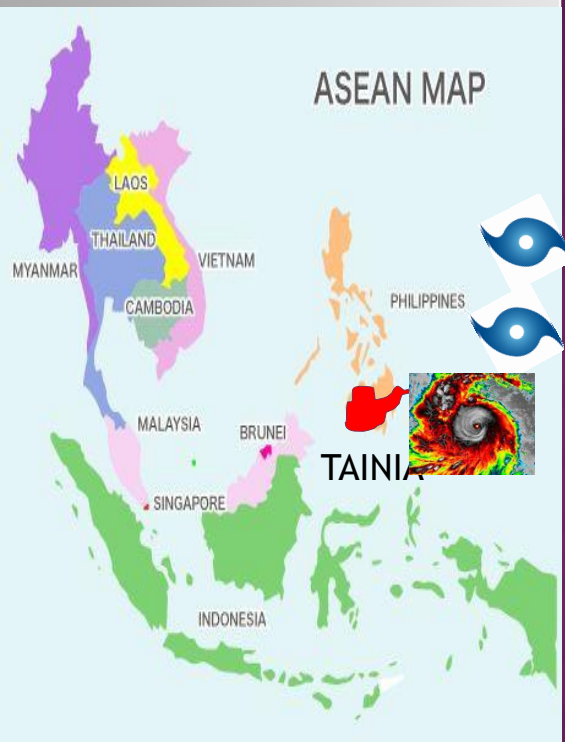 ASEAN MAP
LAOS
THAILAND
MYANMAR
VIETNAM
CAMBODIA
PHILIPPINES
MALAYSIA
BRUNEI
TAINIA
SINGAPORE
INDONESIA